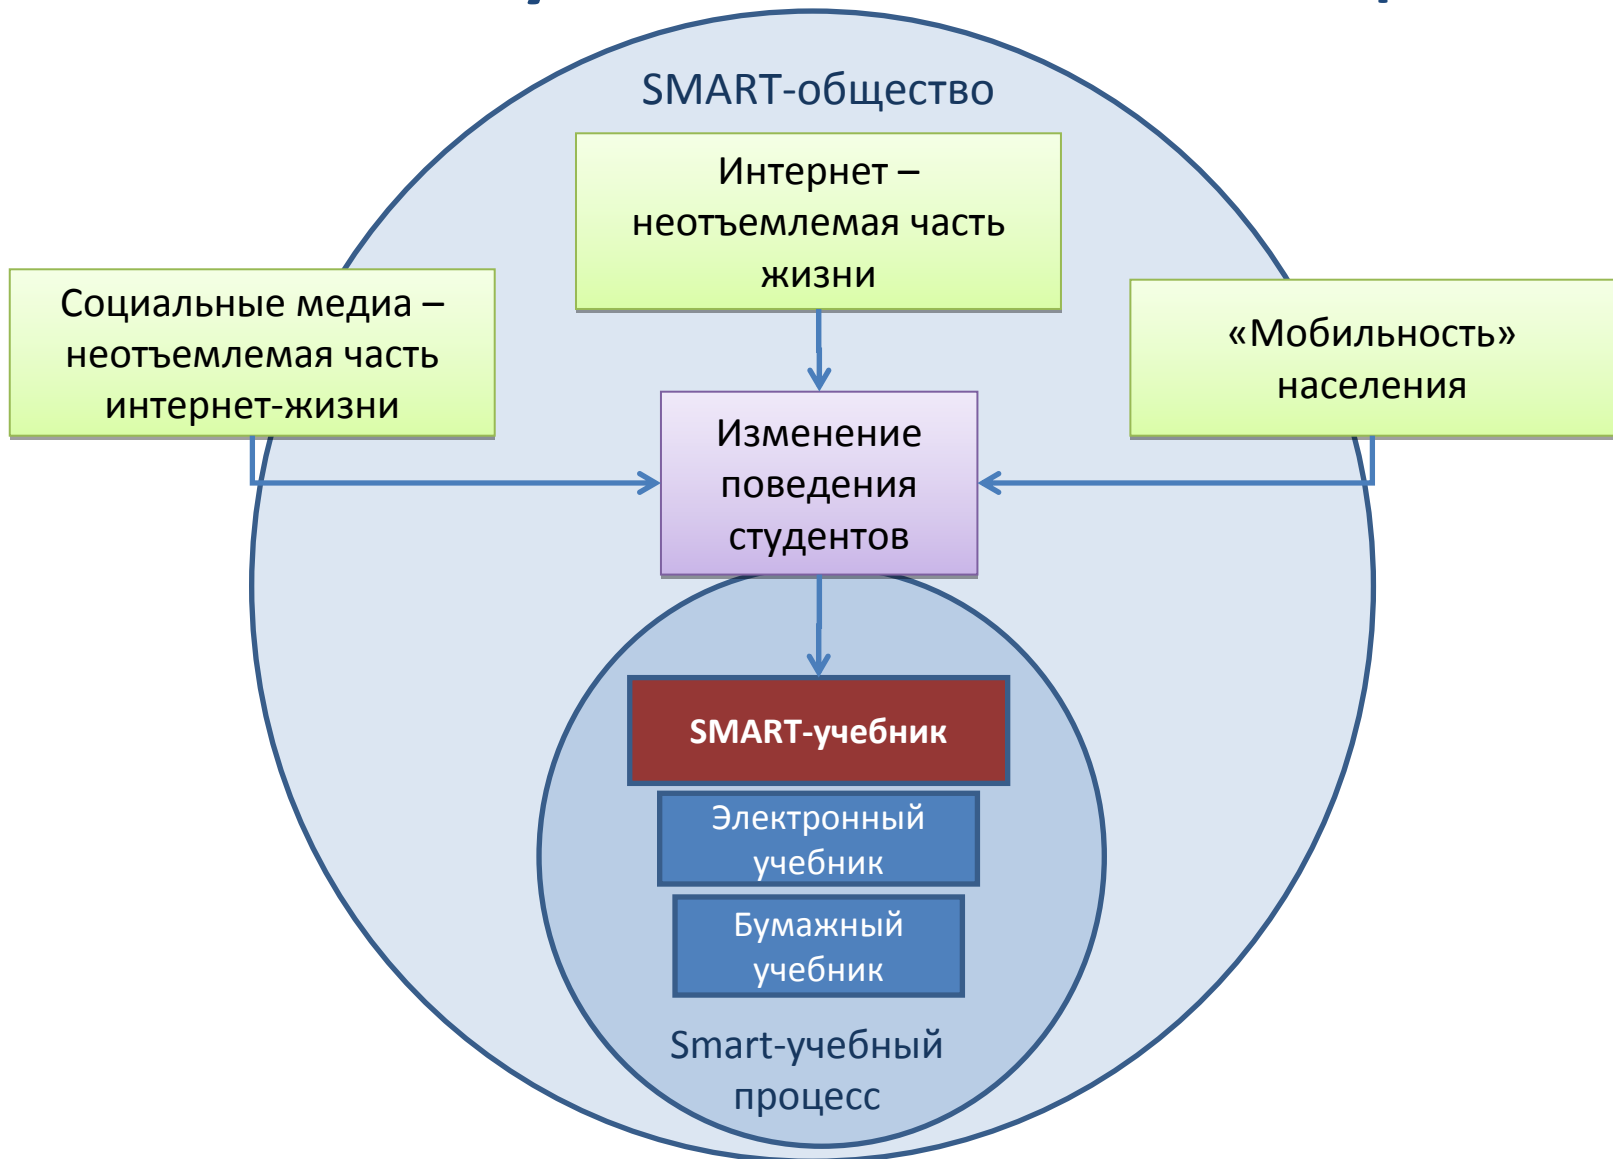 SMART-общество
Интернет –
неотъемлемая часть
жизни
Социальные медиа –
неотъемлемая часть
интернет-жизни
«Мобильность»
населения
Изменение
поведения
студентов
SMART-учебник
Электронный
учебник
Бумажный
учебник
Smart-учебный
процесс